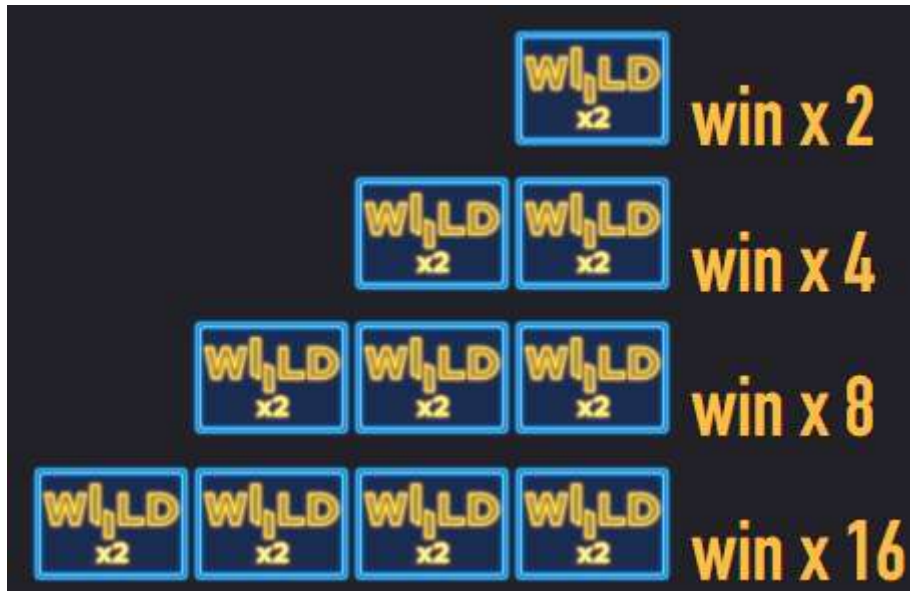 WILD
x2
win x 2
WILD WILD
x2 x2
win x 4
WILD WILD WILD
x2 x2 x2
win x 8
WILD WILD WILD WILD
x2 x2 x2 x2
win x 16